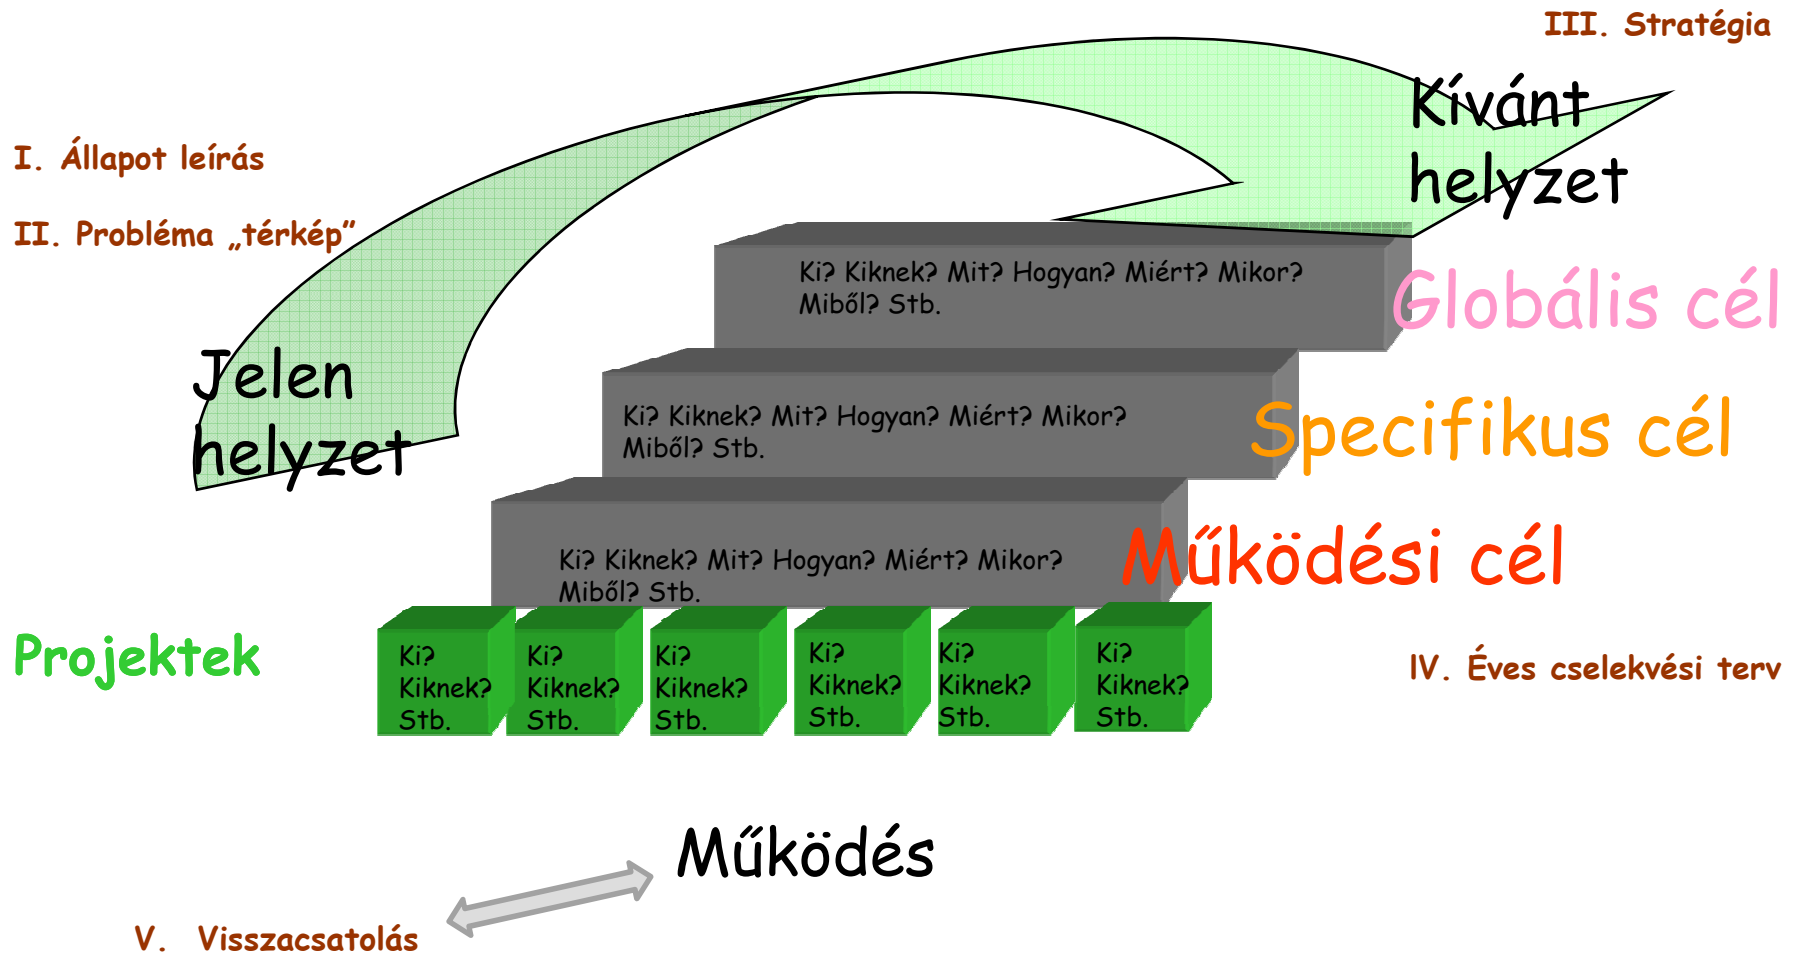 III. Stratégia
Kívánt
helyzet
I. Állapot leírás
II. Probléma „térkép”
Jelen
helyzet
Ki? Kiknek? Mit? Hogyan? Miért? Mikor?
Miből? Stb.
Globális cél
Ki? Kiknek? Mit? Hogyan? Miért? Mikor?
Miből? Stb.
Specifikus cél
Ki? Kiknek? Mit? Hogyan? Miért? Mikor?
Miből? Stb.
Működési cél
Projektek
Ki?
Kiknek?
Stb.
Ki?
Kiknek?
Stb.
Ki?
Kiknek?
Stb.
Ki?
Kiknek?
Stb.
Ki?
Kiknek?
Stb.
Ki?
Kiknek?
Stb.
lV. Éves cselekvési terv
Működés
V. Visszacsatolás